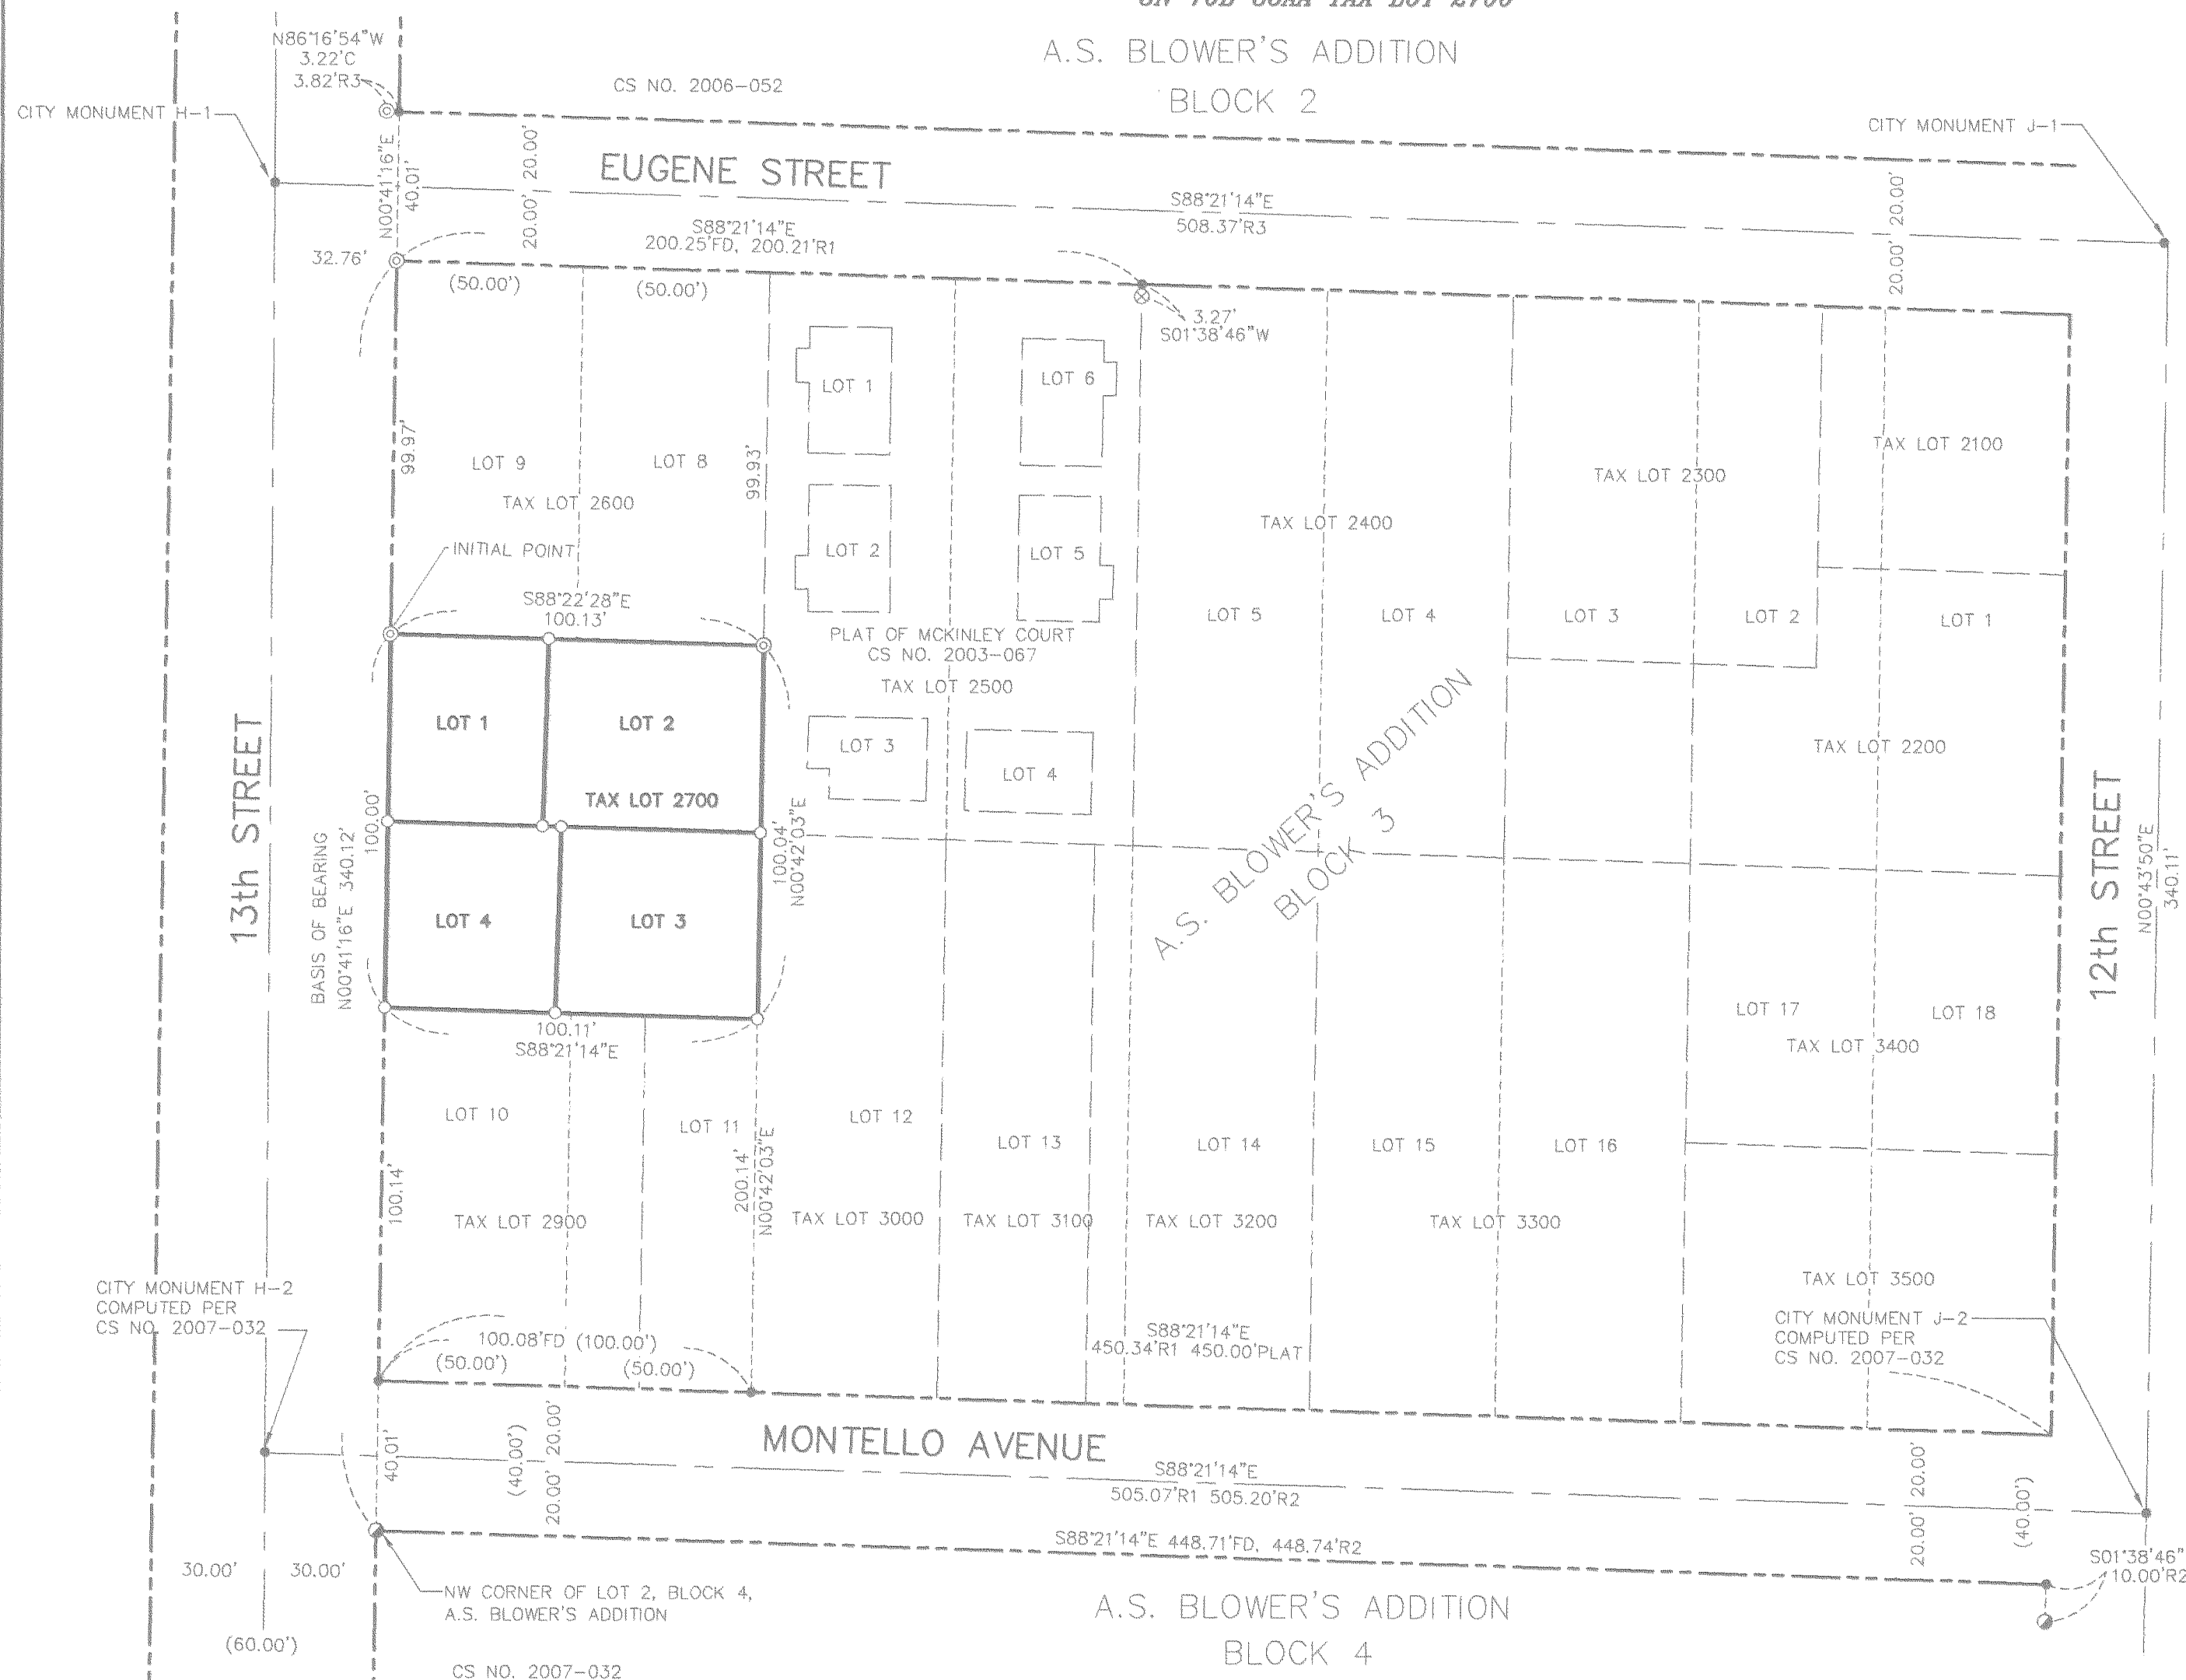 A.S. BLOWER'S ADDITION
BLOCK 2
N86°16'54"W
3.22'C
3.82'R3
CS NO. 2006-052
CITY MONUMENT H-1
CITY MONUMENT J-1
EUGENE STREET
N00°41'16"E
40.01'
20.00'
20.00'
S88°21'14"E
508.37'R3
20.00'
20.00'
32.76'
S88°21'14"E
200.25'FD, 200.21'R1
(50.00')
(50.00')
3.27'
S01°38'46"W
LOT 1
LOT 6
99.97'
LOT 9
LOT 8
99.93'
TAX LOT 2600
TAX LOT 2100
TAX LOT 2300
TAX LOT 2400
INITIAL POINT
LOT 2
LOT 5
S88°22'28"E
100.13'
PLAT OF MCKINLEY COURT
CS NO. 2003-067
TAX LOT 2500
LOT 5
LOT 4
LOT 3
LOT 2
LOT 1
LOT 1
LOT 2
LOT 3
LOT 4
TAX LOT 2200
TAX LOT 2700
13th STREET
BASIS OF BEARING
N00°41'16"E 340.12'
100.00'
100.04'
N00°42'03"E
A.S. BLOWER'S ADDITION
BLOCK 3
12th STREET
N00°43'50"E
340.11'
LOT 4
LOT 3
100.11'
S88°21'14"E
LOT 17
LOT 18
TAX LOT 3400
LOT 10
LOT 11
LOT 12
LOT 13
LOT 14
LOT 15
LOT 16
100.14'
200.14'
N00°42'03"E
TAX LOT 2900
TAX LOT 3000
TAX LOT 3100
TAX LOT 3200
TAX LOT 3300
TAX LOT 3500
CITY MONUMENT H-2
COMPUTED PER
CS NO. 2007-032
CITY MONUMENT J-2
COMPUTED PER
CS NO. 2007-032
100.08'FD (100.00')
(50.00')
(50.00')
S88°21'14"E
450.34'R1 450.00'PLAT
MONTELLO AVENUE
40.01'
(40.00')
20.00'
20.00'
S88°21'14"E
505.07'R1 505.20'R2
20.00'
20.00'
(40.00')
S88°21'14"E 448.71'FD, 448.74'R2
S01°38'46"
10.00'R2
30.00'
30.00'
(60.00')
NW CORNER OF LOT 2, BLOCK 4,
A.S. BLOWER'S ADDITION
A.S. BLOWER'S ADDITION
BLOCK 4
CS NO. 2007-032